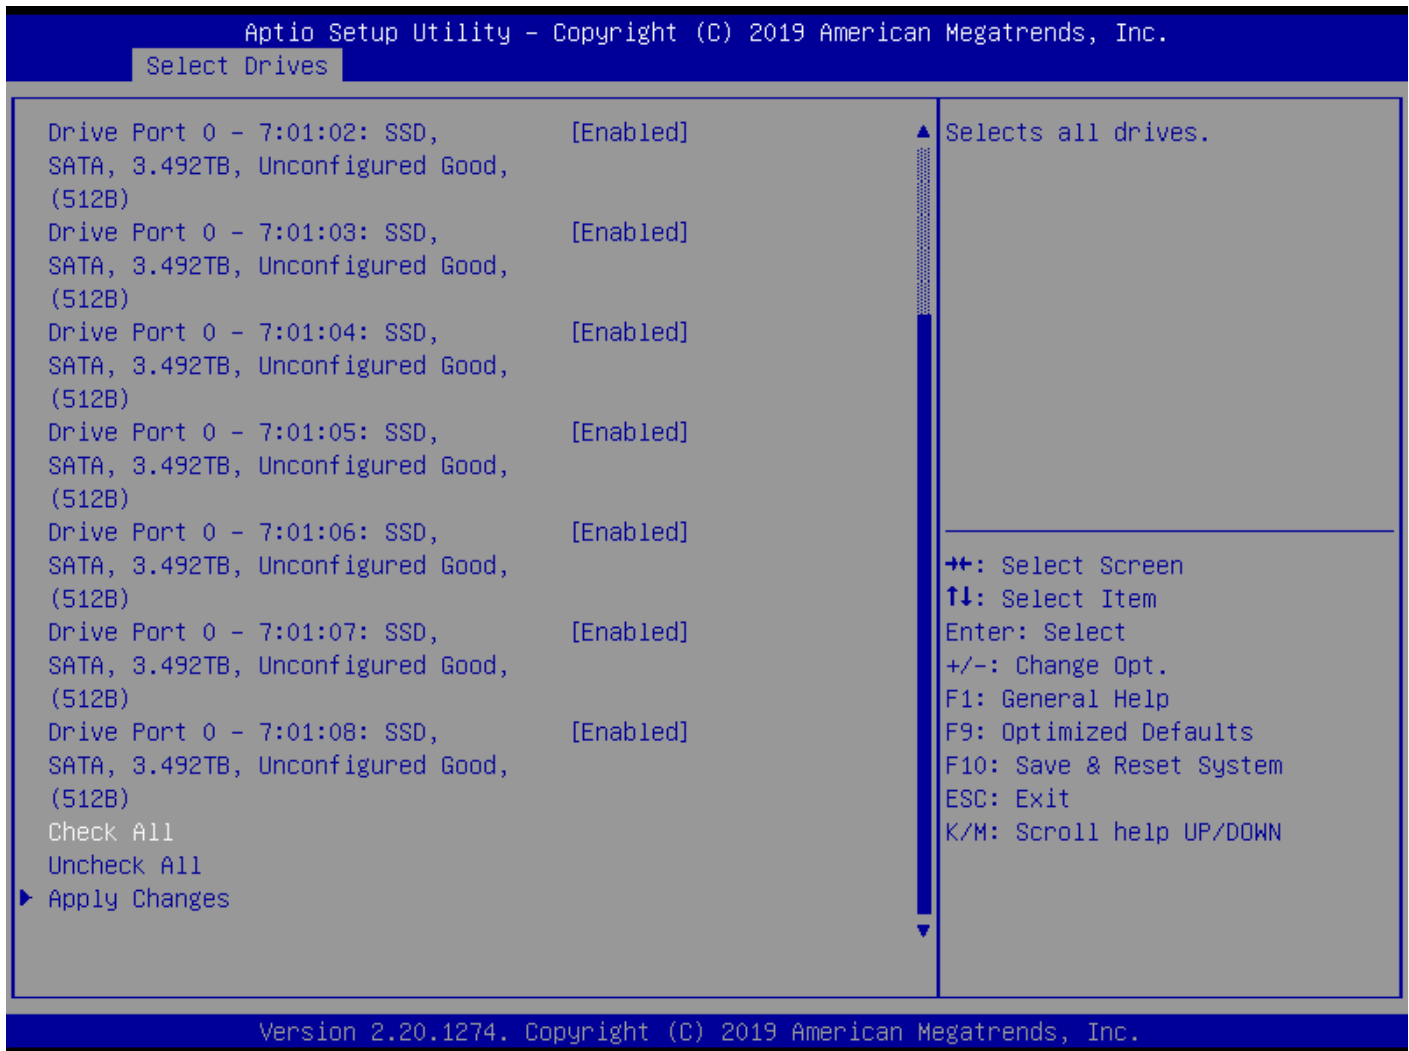 Aptio Setup Utility – Copyright (C) 2019 American Megatrends, Inc.
Select Drives
Drive Port 0 – 7:01:02: SSD, [Enabled]
SATA, 3.492TB, Unconfigured Good,
(512B)
Drive Port 0 – 7:01:03: SSD, [Enabled]
SATA, 3.492TB, Unconfigured Good,
(512B)
Drive Port 0 – 7:01:04: SSD, [Enabled]
SATA, 3.492TB, Unconfigured Good,
(512B)
Drive Port 0 – 7:01:05: SSD, [Enabled]
SATA, 3.492TB, Unconfigured Good,
(512B)
Drive Port 0 – 7:01:06: SSD, [Enabled]
SATA, 3.492TB, Unconfigured Good,
(512B)
Drive Port 0 – 7:01:07: SSD, [Enabled]
SATA, 3.492TB, Unconfigured Good,
(512B)
Drive Port 0 – 7:01:08: SSD, [Enabled]
SATA, 3.492TB, Unconfigured Good,
(512B)
Check All
Uncheck All
Apply Changes
Selects all drives.
→←: Select Screen
↑↓: Select Item
Enter: Select
+/–: Change Opt.
F1: General Help
F9: Optimized Defaults
F10: Save & Reset System
ESC: Exit
K/M: Scroll help UP/DOWN
Version 2.20.1274. Copyright (C) 2019 American Megatrends, Inc.